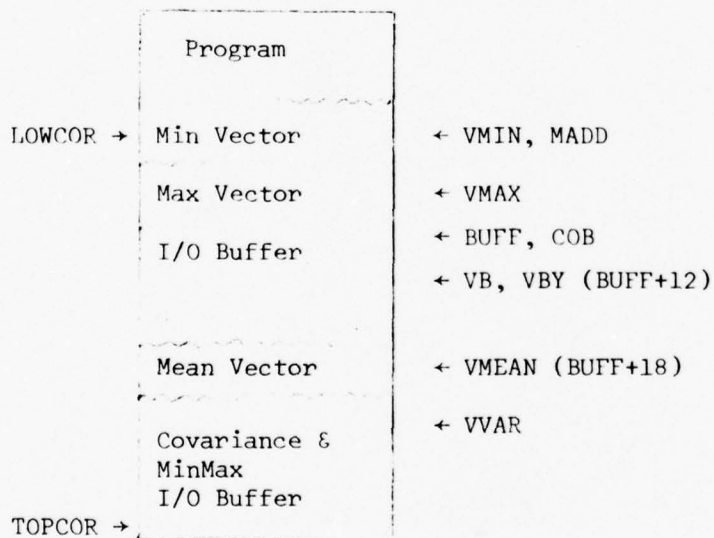 Program
LOWCOR → Min Vector ← VMIN, MADD
Max Vector ← VMAX
I/O Buffer ← BUFF, COB
← VB, VBY (BUFF+12)
Mean Vector ← VMEAN (BUFF+18)
← VVAR
Covariance &
MinMax
I/O Buffer
TOPCOR →